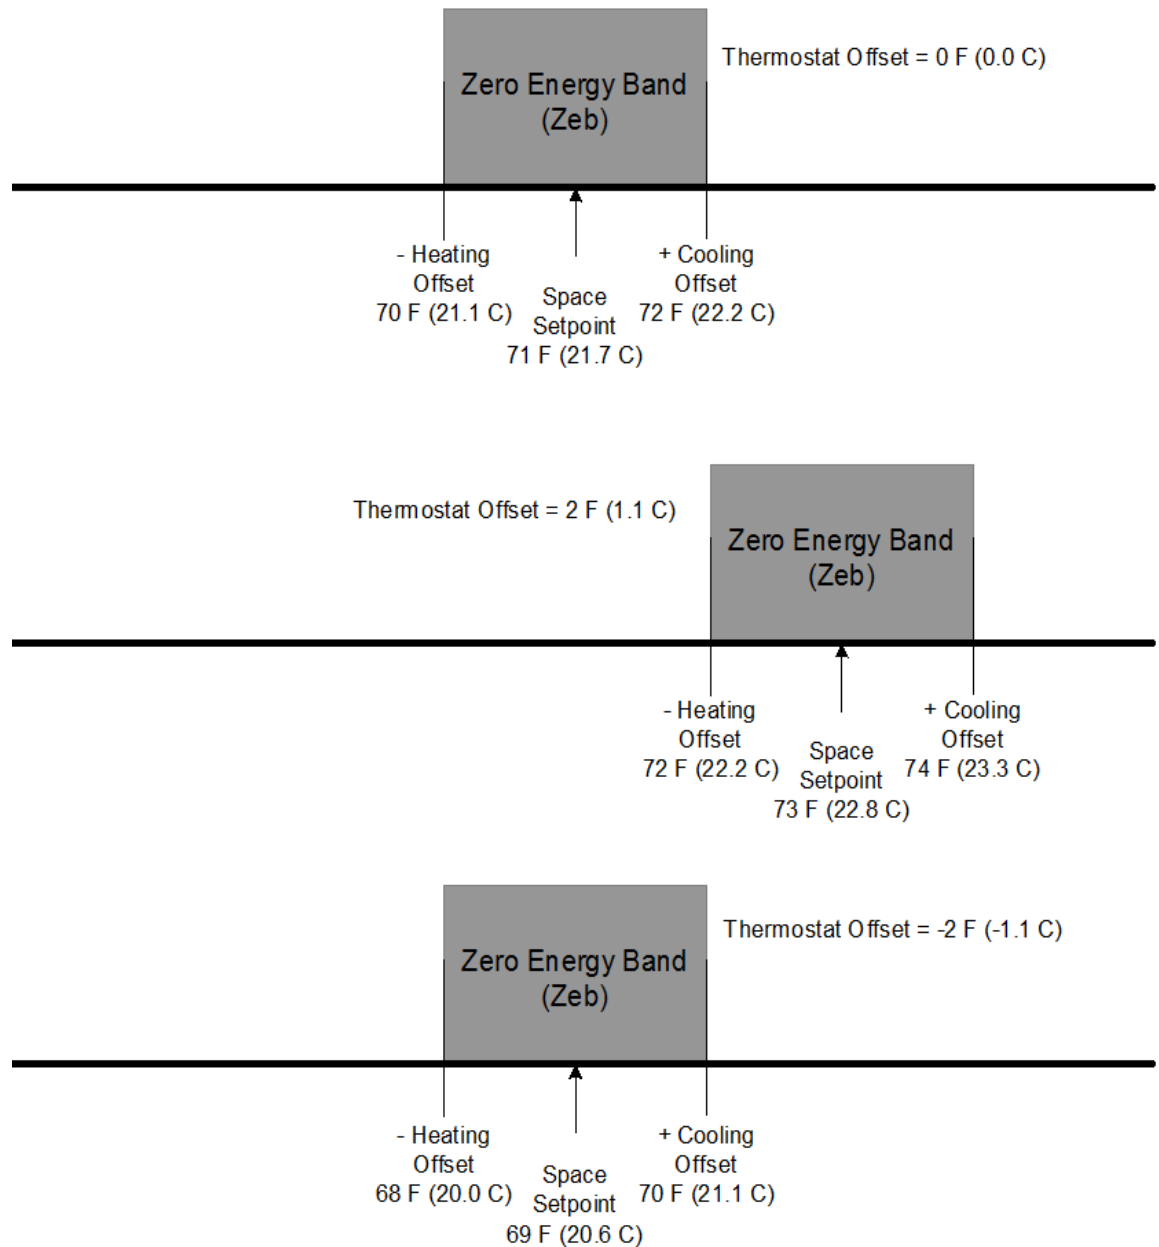 Thermostat Offset = 0 F (0.0 C)
Zero Energy Band
(Zeb)
- Heating
Offset
70 F (21.1 C)
Space
Setpoint
71 F (21.7 C)
+ Cooling
Offset
72 F (22.2 C)
Thermostat Offset = 2 F (1.1 C)
Zero Energy Band
(Zeb)
- Heating
Offset
72 F (22.2 C)
Space
Setpoint
73 F (22.8 C)
+ Cooling
Offset
74 F (23.3 C)
Thermostat Offset = -2 F (-1.1 C)
Zero Energy Band
(Zeb)
- Heating
Offset
68 F (20.0 C)
Space
Setpoint
69 F (20.6 C)
+ Cooling
Offset
70 F (21.1 C)